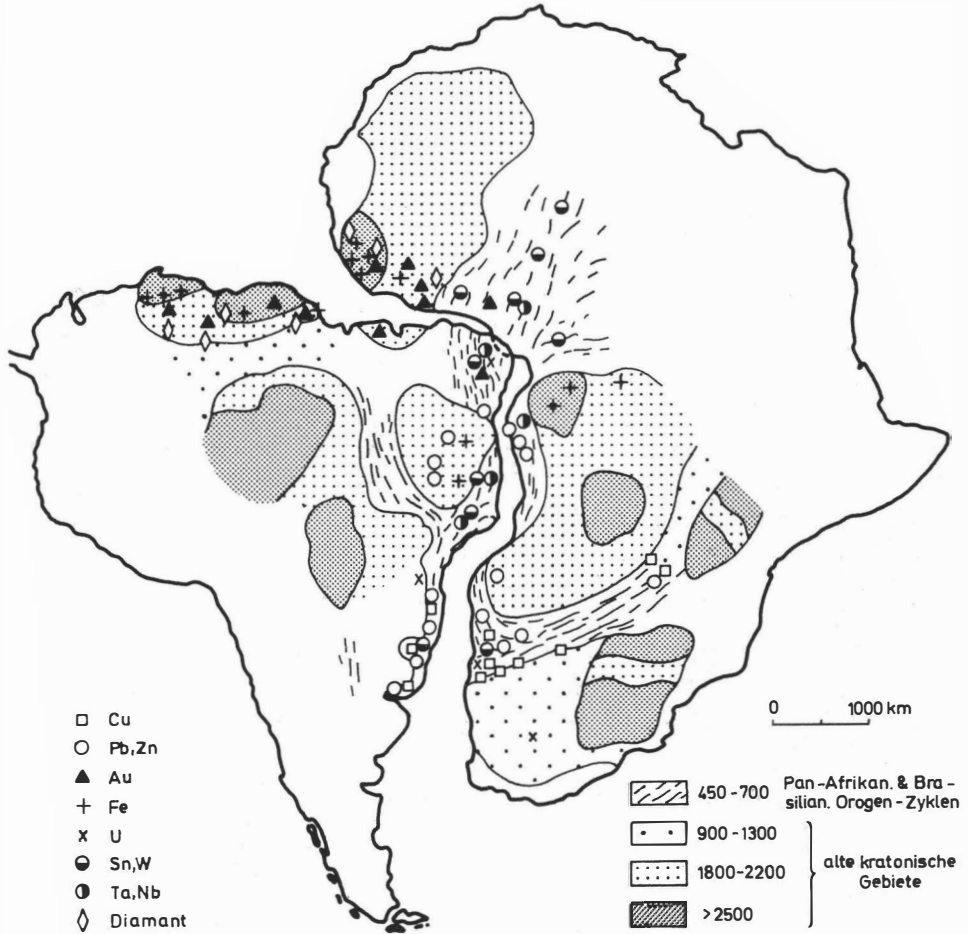 Cu
Pb,Zn
Au
Fe
U
Sn,W
Ta,Nb
Diamant
0 1000 km
450-700 Pan-Afrikan. & Bra-
silian. Orogen-Zyklen
900-1300
1800-2200
>2500
alte kratonische
Gebiete